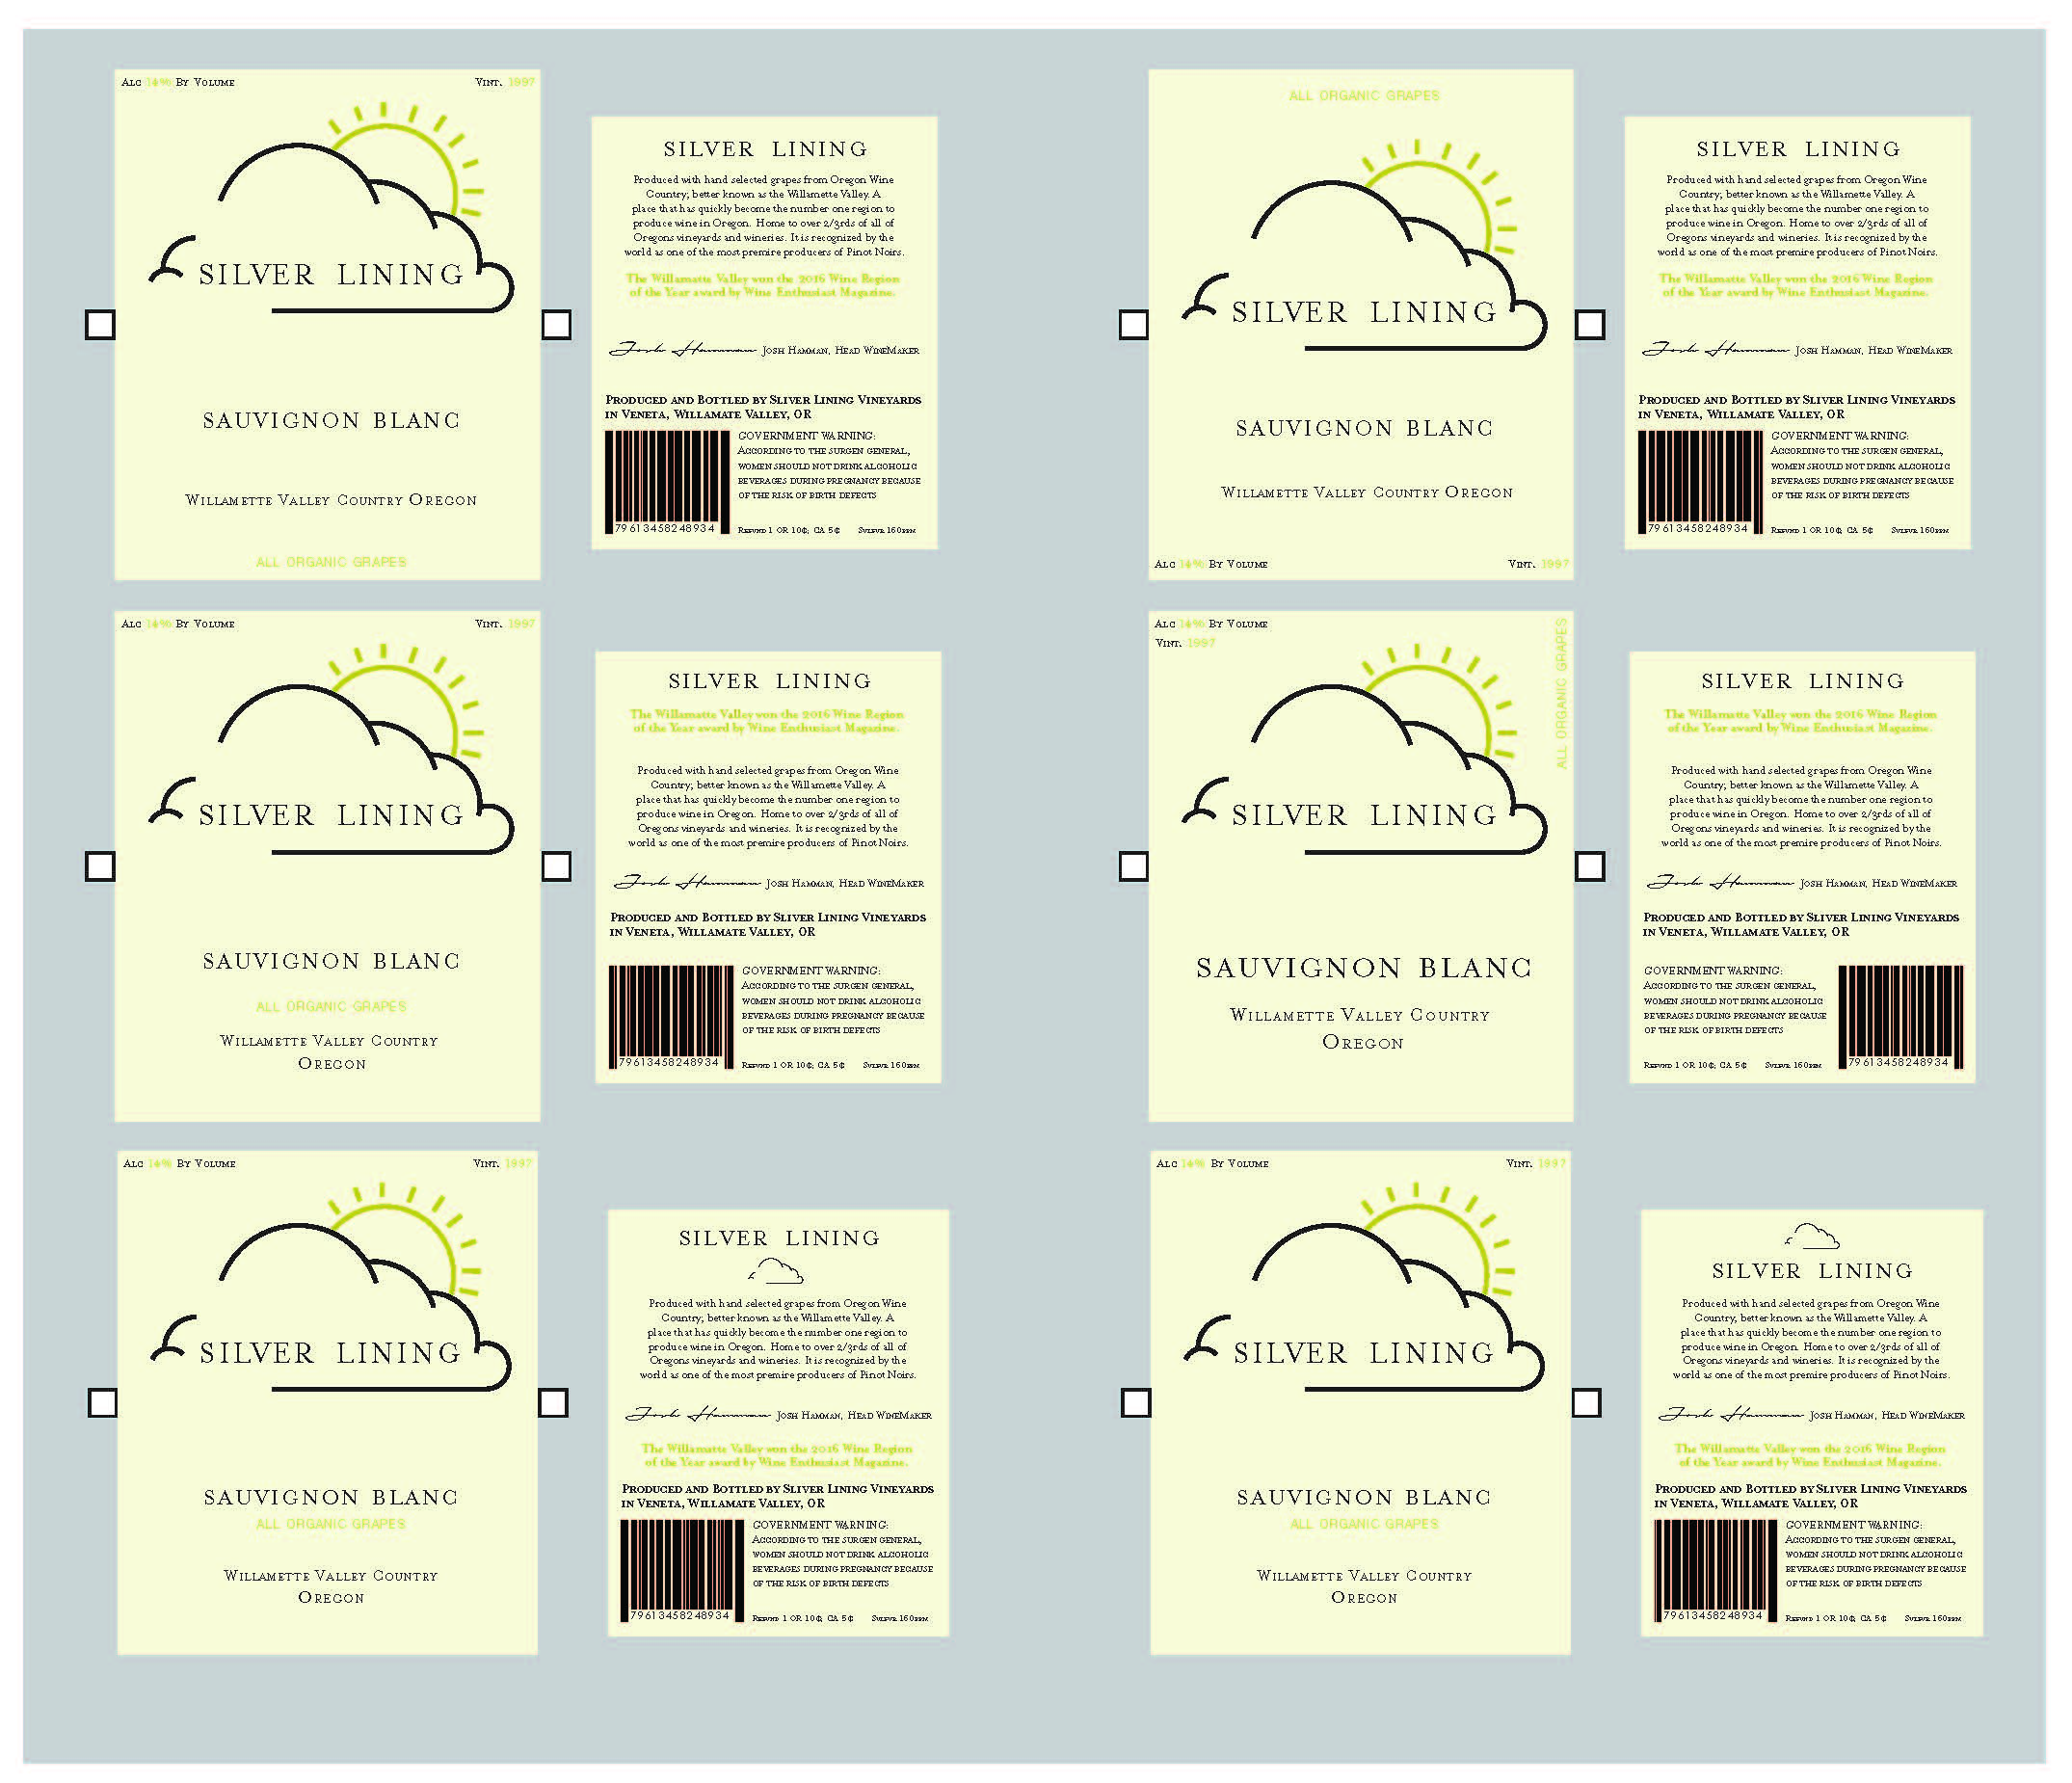 ALC 14% BY VOLUME VINT. 1997
SILVER LINING
SAUVIGNON BLANC
WILLAMETTE VALLEY COUNTRY OREGON
ALL ORGANIC GRAPES
SILVER LINING
Produced with hand selected grapes from Oregon Wine
Country; better known as the Willamette Valley. A
place that has quickly become the number one region to
produce wine in Oregon. Home to over 2/3rds of all of
Oregons vineyards and wineries. It is recognized by the
world as one of the most premire producers of Pinot Noirs.
The Willamatte Valley won the 2016 Wine Region
of the Year award by Wine Enthusiast Magazine.
Josh Hamman JOSH HAMMAN, HEAD WINEMAKER
PRODUCED AND BOTTLED BY SLIVER LINING VINEYARDS
IN VENETA, WILLAMATE VALLEY, OR
GOVERNMENT WARNING:
ACCORDING TO THE SURGEN GENERAL,
WOMEN SHOULD NOT DRINK ALCOHOLIC
BEVERAGES DURING PREGNANCY BECAUSE
OF THE RISK OF BIRTH DEFECTS
79613458248934
REFUND 1 OR 10¢; CA 5¢ SULFUR 160PPM
ALL ORGANIC GRAPES
SILVER LINING
SAUVIGNON BLANC
WILLAMETTE VALLEY COUNTRY OREGON
ALC 14% BY VOLUME VINT. 1997
SILVER LINING
Produced with hand selected grapes from Oregon Wine
Country; better known as the Willamette Valley. A
place that has quickly become the number one region to
produce wine in Oregon. Home to over 2/3rds of all of
Oregons vineyards and wineries. It is recognized by the
world as one of the most premire producers of Pinot Noirs.
The Willamatte Valley won the 2016 Wine Region
of the Year award by Wine Enthusiast Magazine.
Josh Hamman JOSH HAMMAN, HEAD WINEMAKER
PRODUCED AND BOTTLED BY SLIVER LINING VINEYARDS
IN VENETA, WILLAMATE VALLEY, OR
GOVERNMENT WARNING:
ACCORDING TO THE SURGEN GENERAL,
WOMEN SHOULD NOT DRINK ALCOHOLIC
BEVERAGES DURING PREGNANCY BECAUSE
OF THE RISK OF BIRTH DEFECTS
79613458248934
REFUND 1 OR 10¢; CA 5¢ SULFUR 160PPM
ALC 14% BY VOLUME VINT. 1997
SILVER LINING
SAUVIGNON BLANC
ALL ORGANIC GRAPES
WILLAMETTE VALLEY COUNTRY
OREGON
SILVER LINING
The Willamatte Valley won the 2016 Wine Region
of the Year award by Wine Enthusiast Magazine.
Produced with hand selected grapes from Oregon Wine
Country; better known as the Willamette Valley. A
place that has quickly become the number one region to
produce wine in Oregon. Home to over 2/3rds of all of
Oregons vineyards and wineries. It is recognized by the
world as one of the most premire producers of Pinot Noirs.
Josh Hamman JOSH HAMMAN, HEAD WINEMAKER
PRODUCED AND BOTTLED BY SLIVER LINING VINEYARDS
IN VENETA, WILLAMATE VALLEY, OR
GOVERNMENT WARNING:
ACCORDING TO THE SURGEN GENERAL,
WOMEN SHOULD NOT DRINK ALCOHOLIC
BEVERAGES DURING PREGNANCY BECAUSE
OF THE RISK OF BIRTH DEFECTS
79613458248934
REFUND 1 OR 10¢; CA 5¢ SULFUR 160PPM
ALC 14% BY VOLUME
VINT. 1997
ALL ORGANIC GRAPES
SILVER LINING
SAUVIGNON BLANC
WILLAMETTE VALLEY COUNTRY
OREGON
SILVER LINING
The Willamatte Valley won the 2016 Wine Region
of the Year award by Wine Enthusiast Magazine.
Produced with hand selected grapes from Oregon Wine
Country; better known as the Willamette Valley. A
place that has quickly become the number one region to
produce wine in Oregon. Home to over 2/3rds of all of
Oregons vineyards and wineries. It is recognized by the
world as one of the most premire producers of Pinot Noirs.
Josh Hamman JOSH HAMMAN, HEAD WINEMAKER
PRODUCED AND BOTTLED BY SLIVER LINING VINEYARDS
IN VENETA, WILLAMATE VALLEY, OR
GOVERNMENT WARNING:
ACCORDING TO THE SURGEN GENERAL,
WOMEN SHOULD NOT DRINK ALCOHOLIC
BEVERAGES DURING PREGNANCY BECAUSE
OF THE RISK OF BIRTH DEFECTS
REFUND 1 OR 10¢; CA 5¢ SULFUR 160PPM
79613458248934
ALC 14% BY VOLUME VINT. 1997
SILVER LINING
SAUVIGNON BLANC
ALL ORGANIC GRAPES
WILLAMETTE VALLEY COUNTRY
OREGON
SILVER LINING
Produced with hand selected grapes from Oregon Wine
Country; better known as the Willamette Valley. A
place that has quickly become the number one region to
produce wine in Oregon. Home to over 2/3rds of all of
Oregons vineyards and wineries. It is recognized by the
world as one of the most premire producers of Pinot Noirs.
Josh Hamman JOSH HAMMAN, HEAD WINEMAKER
The Willamatte Valley won the 2016 Wine Region
of the Year award by Wine Enthusiast Magazine.
PRODUCED AND BOTTLED BY SLIVER LINING VINEYARDS
IN VENETA, WILLAMATE VALLEY, OR
GOVERNMENT WARNING:
ACCORDING TO THE SURGEN GENERAL,
WOMEN SHOULD NOT DRINK ALCOHOLIC
BEVERAGES DURING PREGNANCY BECAUSE
OF THE RISK OF BIRTH DEFECTS
79613458248934
REFUND 1 OR 10¢; CA 5¢ SULFUR 160PPM
ALC 14% BY VOLUME VINT. 1997
SILVER LINING
SAUVIGNON BLANC
ALL ORGANIC GRAPES
WILLAMETTE VALLEY COUNTRY
OREGON
SILVER LINING
Produced with hand selected grapes from Oregon Wine
Country; better known as the Willamette Valley. A
place that has quickly become the number one region to
produce wine in Oregon. Home to over 2/3rds of all of
Oregons vineyards and wineries. It is recognized by the
world as one of the most premire producers of Pinot Noirs.
Josh Hamman JOSH HAMMAN, HEAD WINEMAKER
The Willamatte Valley won the 2016 Wine Region
of the Year award by Wine Enthusiast Magazine.
PRODUCED AND BOTTLED BY SLIVER LINING VINEYARDS
IN VENETA, WILLAMATE VALLEY, OR
GOVERNMENT WARNING:
ACCORDING TO THE SURGEN GENERAL,
WOMEN SHOULD NOT DRINK ALCOHOLIC
BEVERAGES DURING PREGNANCY BECAUSE
OF THE RISK OF BIRTH DEFECTS
79613458248934
REFUND 1 OR 10¢; CA 5¢ SULFUR 160PPM